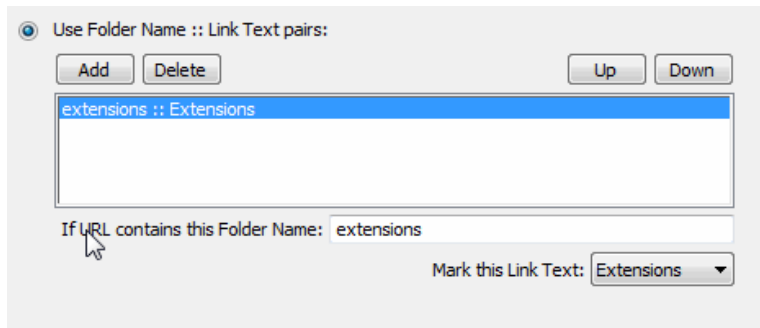 Use Folder Name :: Link Text pairs:
Add Delete Up Down
extensions :: Extensions
If URL contains this Folder Name: extensions
Mark this Link Text: Extensions